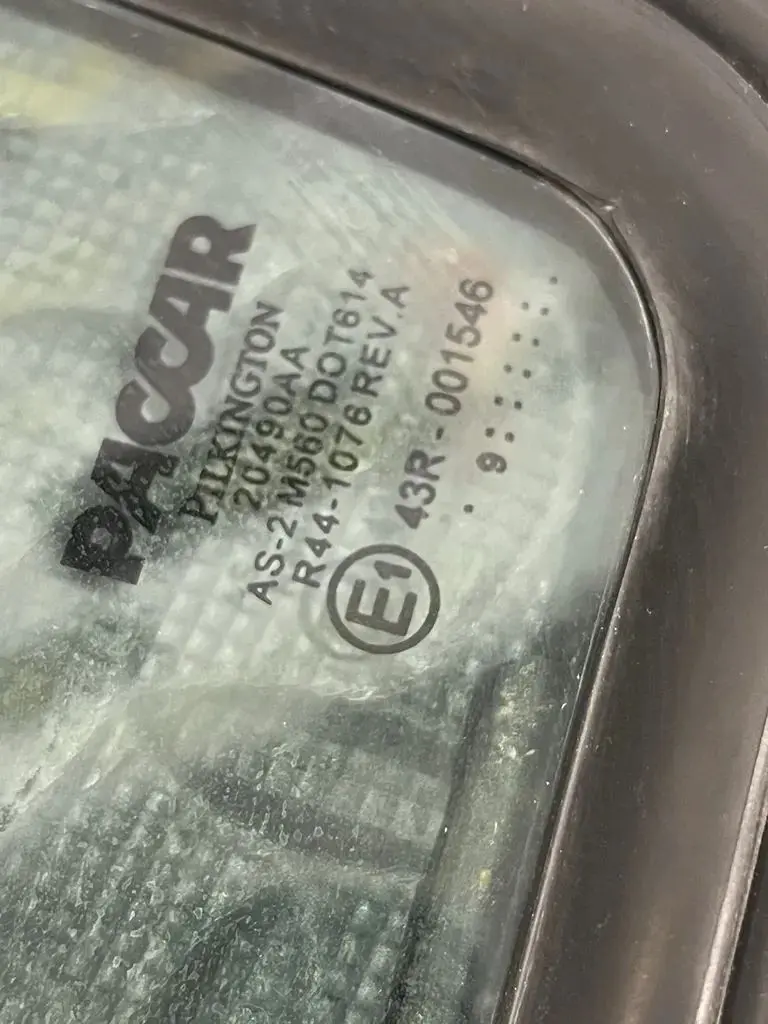 PACCAR
PILKINGTON
20490AA
AS-2 M560 DOT614
R44-1076 REV.A
E1 43R-001546
. 9:::::..